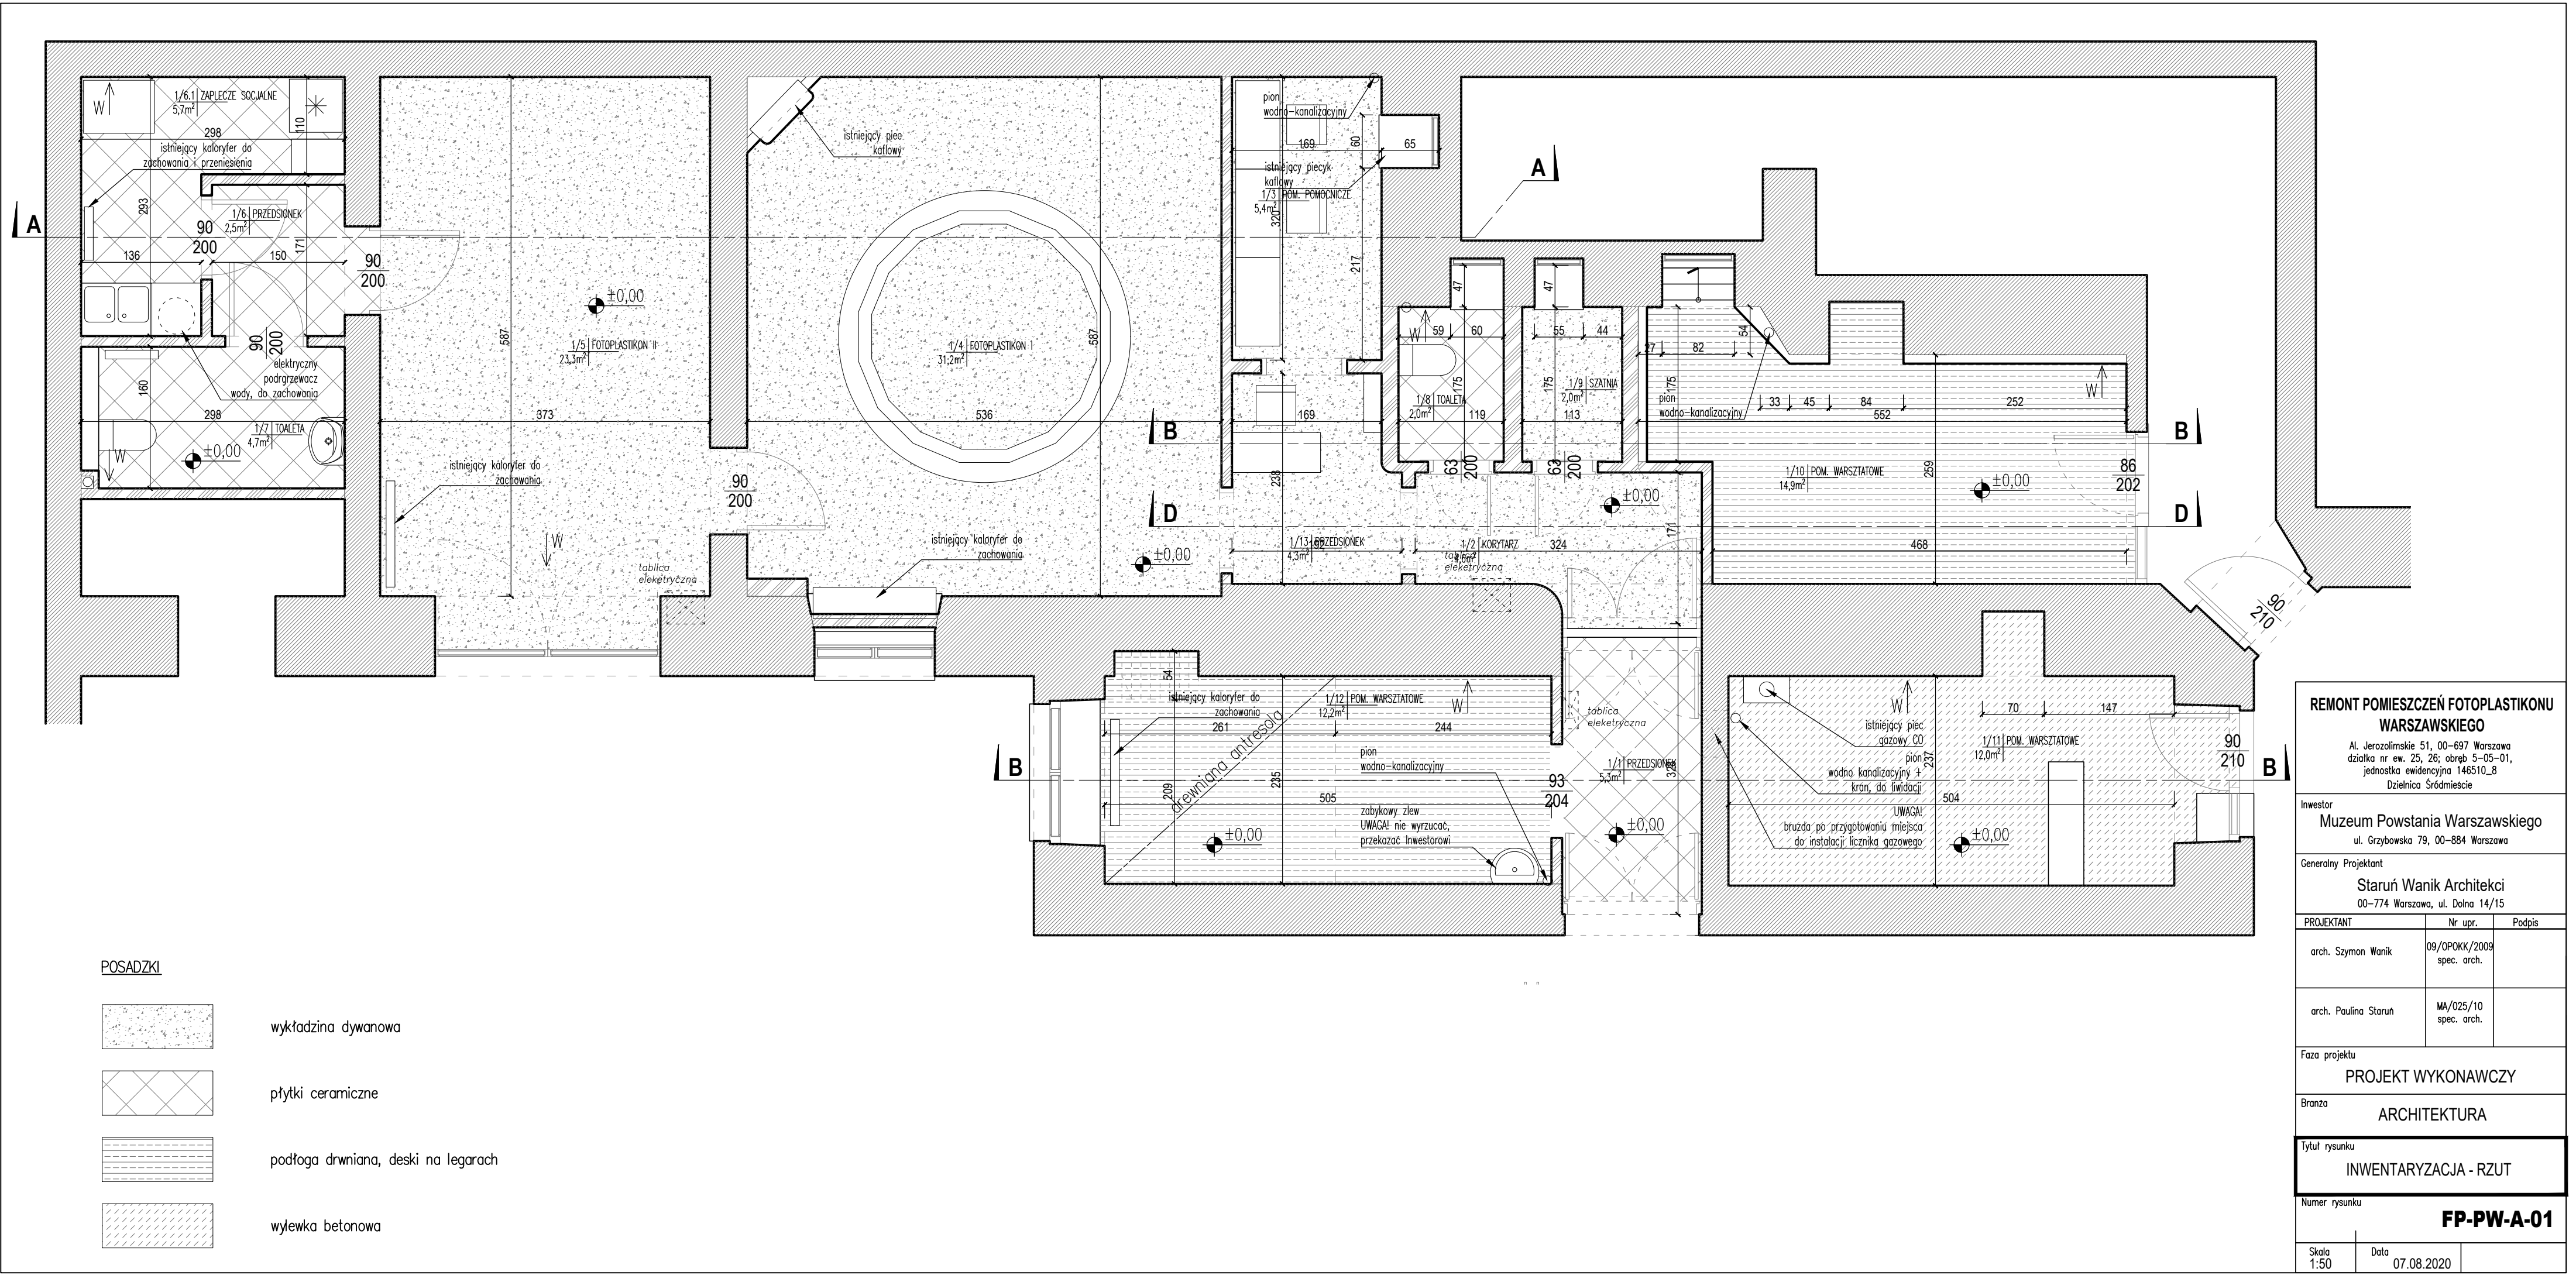 1/6.1 ZAPLECZE SOCJALNE
5,7m²
W
298
110
istniejący kaloryfer do
zachowania i przeniesienia
293
1/6 PRZEDSIONEK
2,5m²
90
200
171
136
150
A
90
200
90
200
elektryczny
podrgrzewacz
wody, do zachowania
160
298
1/7 TOALETA
4,7m²
±0,00
W
587
±0,00
1/5 FOTOPLASTIKON II
23,3m²
373
istniejący kaloryfer do
zachowania
W
tablica
eleketryczna
90
200
istniejący piec
kaflowy
587
1/4 FOTOPLASTIKON I
31,2m²
536
istniejący kaloryfer do
zachowania
±0,00
pion
wodno-kanalizacyjny
169
60
65
istniejący piecyk
kaflowy
1/3 POM. POMOCNICZE
5,4m²
320
217
A
B
169
238
D
1/13 PRZEDSIONEK
4,3m²
192
47
59
60
W
175
1/8 TOALETA
2,0m²
119
63
200
47
55
44
175
1/9 SZATNIA
2,0m²
113
63
200
±0,00
171
1/2 KORYTARZ
4,6m²
324
tablica
eleketryczna
27
82
54
175
pion
wodno-kanalizacyjny
33
45
84
252
552
W
1/10 POM. WARSZTATOWE
14,9m²
259
±0,00
468
B
86
202
D
90
210
54
istniejący kaloryfer do
zachowania
1/12 POM. WARSZTATOWE
12,2m²
W
261
244
drewniana antresola
pion
wodno-kanalizacyjny
B
209
235
505
zabykowy zlew
UWAGA! nie wyrzucać,
przekazać Inwestorowi
±0,00
93
204
tablica
eleketryczna
1/1 PRZEDSIONEK
5,3m²
328
±0,00
W
istniejący piec
gazowy CO
pion
wodno kanalizacyjny +
kran, do liwidacji
UWAGA!
bruzda po przygotowaniu miejsca
do instalacji licznika gazowego
70
147
1/11 POM. WARSZTATOWE
12,0m²
237
504
±0,00
90
210
B
POSADZKI
wykładzina dywanowa
płytki ceramiczne
podłoga drwniana, deski na legarach
wylewka betonowa
REMONT POMIESZCZEŃ FOTOPLASTIKONU
WARSZAWSKIEGO
Al. Jerozolimskie 51, 00-697 Warszawa
działka nr ew. 25, 26; obręb 5-05-01,
jednostka ewidencyjna 146510_8
Dzielnica Śródmieście
Inwestor
Muzeum Powstania Warszawskiego
ul. Grzybowska 79, 00-884 Warszawa
Generalny Projektant
Staruń Wanik Architekci
00-774 Warszawa, ul. Dolna 14/15
PROJEKTANT Nr upr. Podpis
arch. Szymon Wanik 09/OPOKK/2009
spec. arch.
arch. Paulina Staruń MA/025/10
spec. arch.
Faza projektu
PROJEKT WYKONAWCZY
Branża
ARCHITEKTURA
Tytuł rysunku
INWENTARYZACJA - RZUT
Numer rysunku
FP-PW-A-01
Skala Data
1:50 07.08.2020